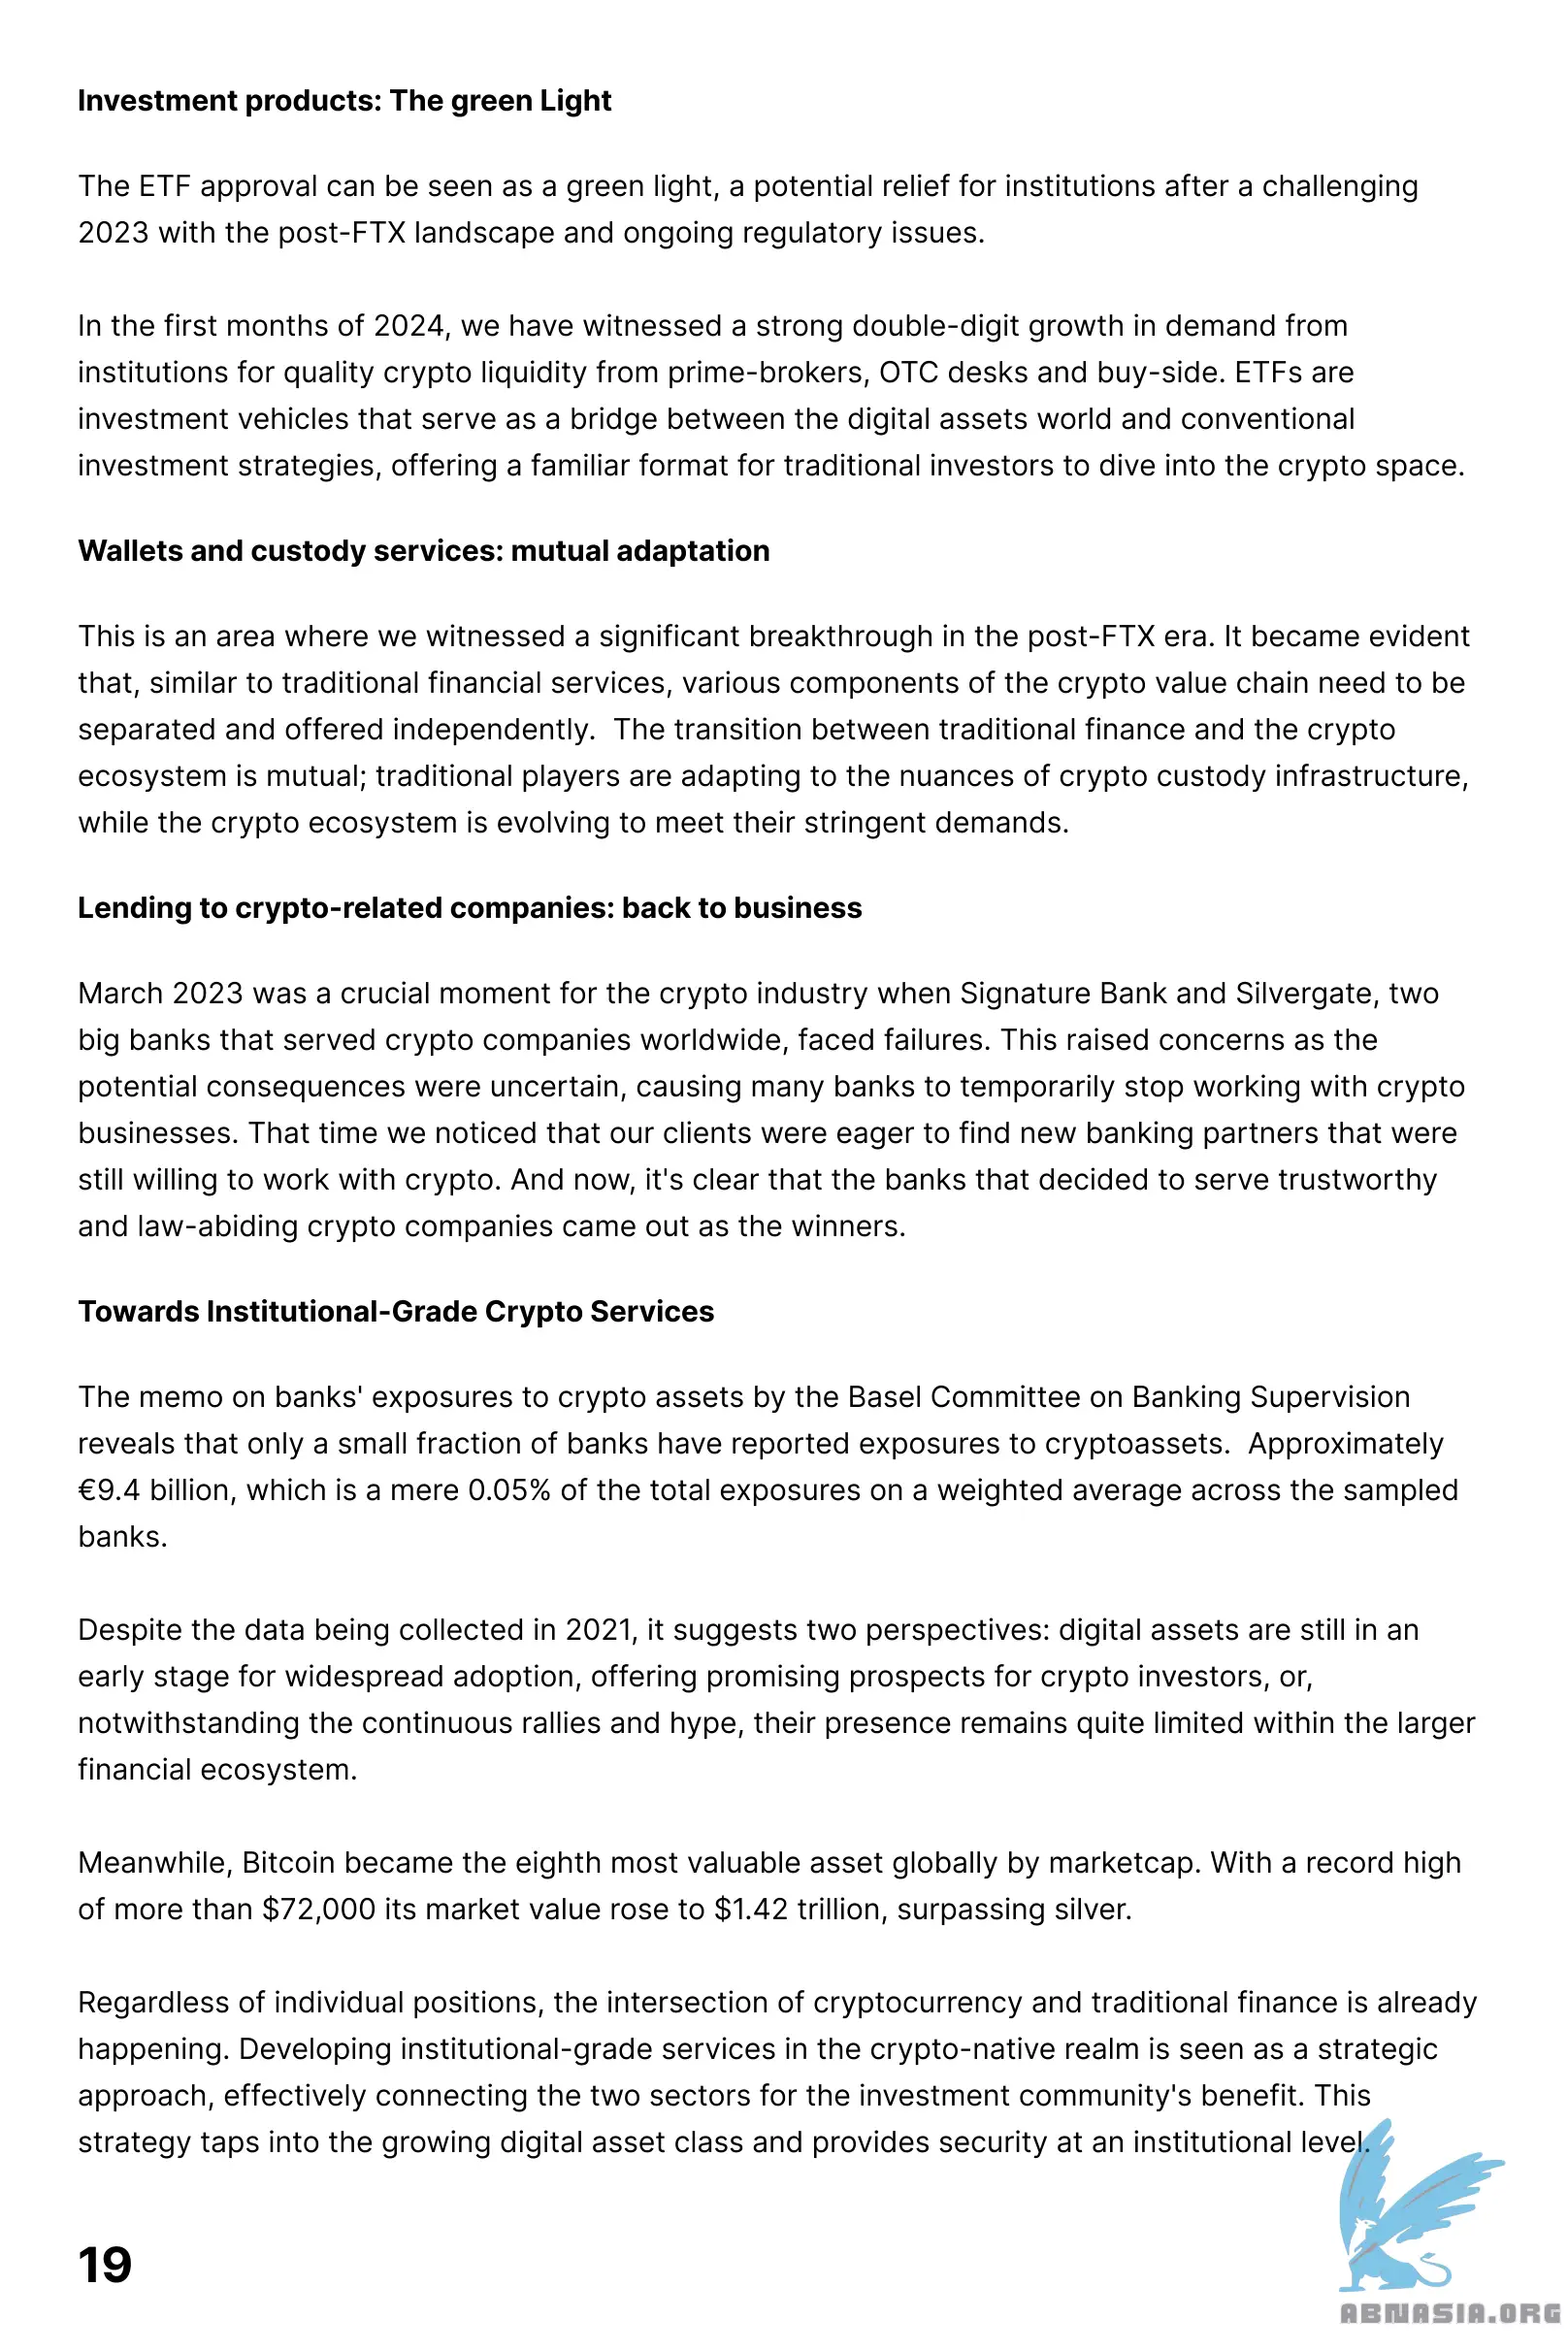 Investment products: The green Light
The ETF approval can be seen as a green light, a potential relief for institutions after a challenging
2023 with the post-FTX landscape and ongoing regulatory issues.
In the first months of 2024, we have witnessed a strong double-digit growth in demand from
institutions for quality crypto liquidity from prime-brokers, OTC desks and buy-side. ETFs are
investment vehicles that serve as a bridge between the digital assets world and conventional
investment strategies, offering a familiar format for traditional investors to dive into the crypto space.
Wallets and custody services: mutual adaptation
This is an area where we witnessed a significant breakthrough in the post-FTX era. It became evident
that, similar to traditional financial services, various components of the crypto value chain need to be
separated and offered independently.  The transition between traditional finance and the crypto
ecosystem is mutual; traditional players are adapting to the nuances of crypto custody infrastructure,
while the crypto ecosystem is evolving to meet their stringent demands.
Lending to crypto-related companies: back to business
March 2023 was a crucial moment for the crypto industry when Signature Bank and Silvergate, two
big banks that served crypto companies worldwide, faced failures. This raised concerns as the
potential consequences were uncertain, causing many banks to temporarily stop working with crypto
businesses. That time we noticed that our clients were eager to find new banking partners that were
still willing to work with crypto. And now, it's clear that the banks that decided to serve trustworthy
and law-abiding crypto companies came out as the winners.
Towards Institutional-Grade Crypto Services
The memo on banks' exposures to crypto assets by the Basel Committee on Banking Supervision
reveals that only a small fraction of banks have reported exposures to cryptoassets.  Approximately
€9.4 billion, which is a mere 0.05% of the total exposures on a weighted average across the sampled
banks.
Despite the data being collected in 2021, it suggests two perspectives: digital assets are still in an
early stage for widespread adoption, offering promising prospects for crypto investors, or,
notwithstanding the continuous rallies and hype, their presence remains quite limited within the larger
financial ecosystem.
Meanwhile, Bitcoin became the eighth most valuable asset globally by marketcap. With a record high
of more than $72,000 its market value rose to $1.42 trillion, surpassing silver.
Regardless of individual positions, the intersection of cryptocurrency and traditional finance is already
happening. Developing institutional-grade services in the crypto-native realm is seen as a strategic
approach, effectively connecting the two sectors for the investment community's benefit. This
strategy taps into the growing digital asset class and provides security at an institutional level.
19
ABNASIA.ORG